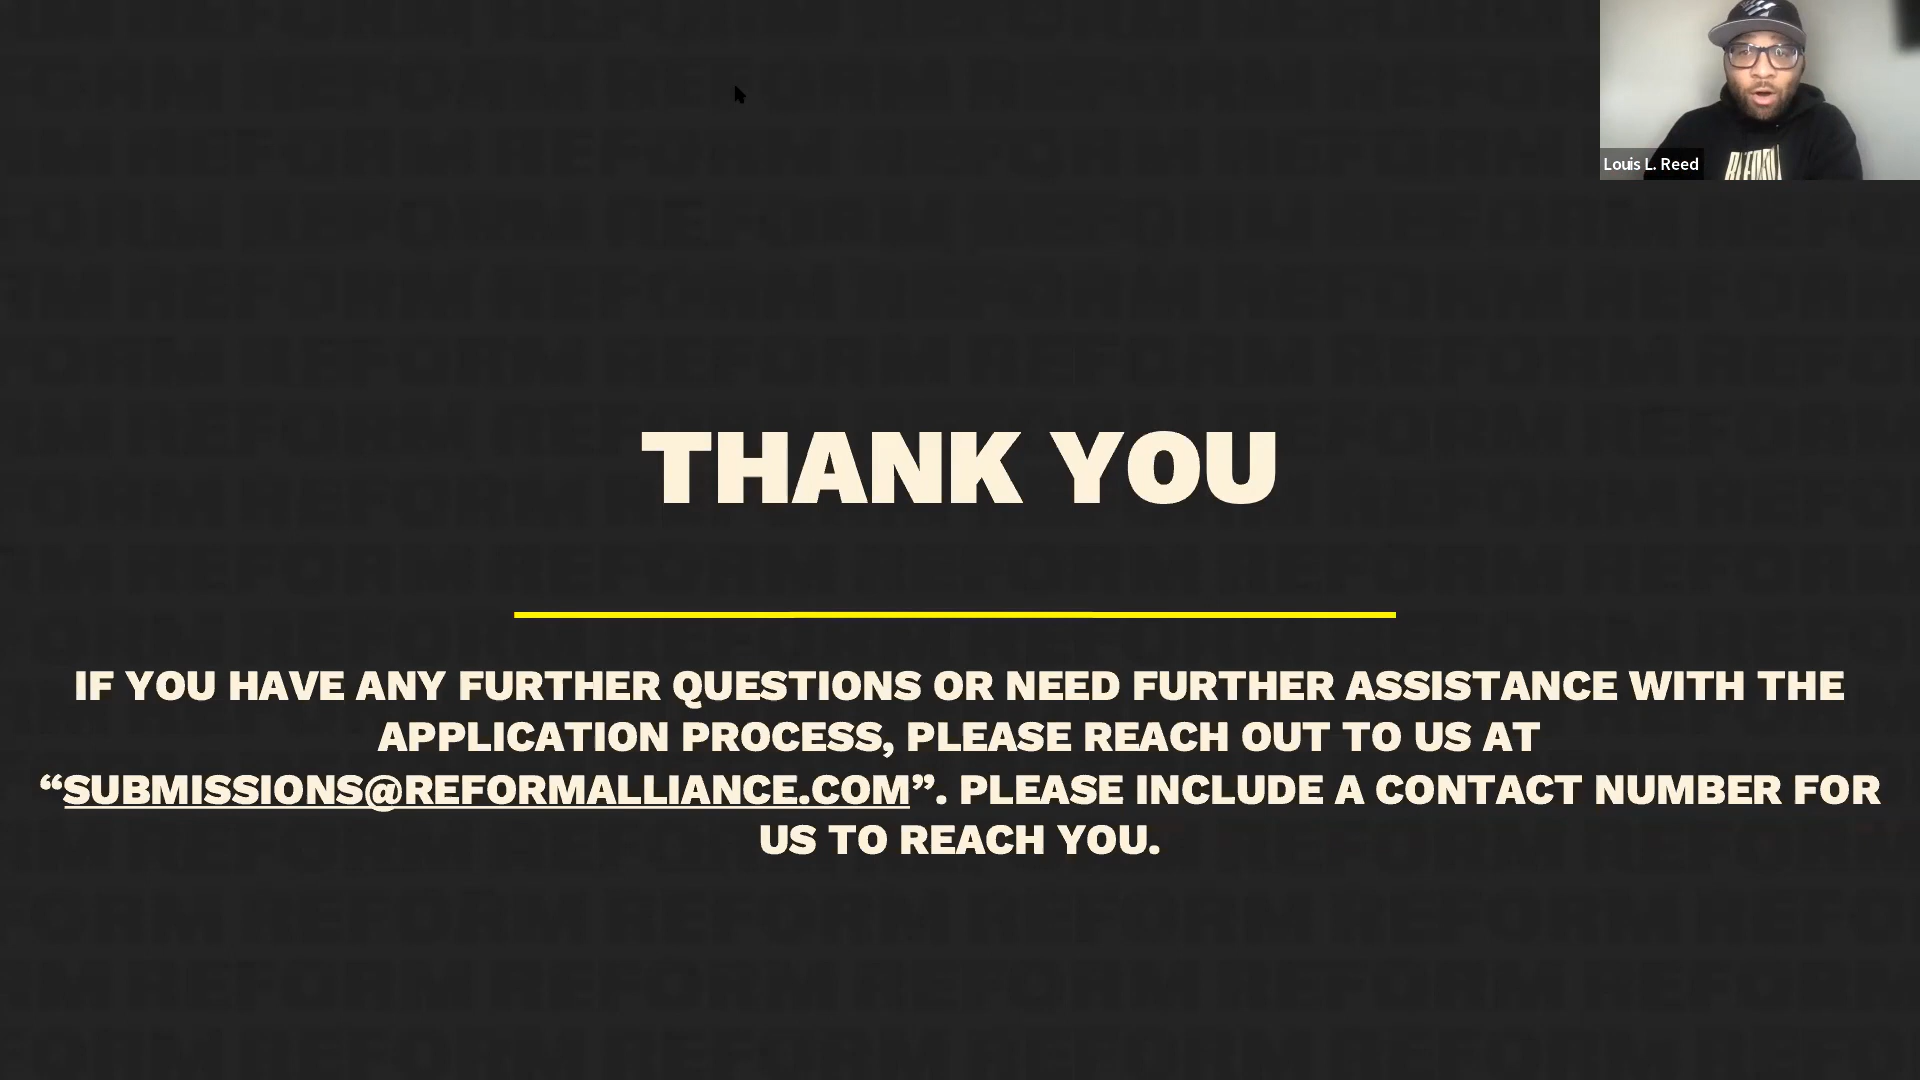 Louis L. Reed
REFORM
THANK YOU
IF YOU HAVE ANY FURTHER QUESTIONS OR NEED FURTHER ASSISTANCE WITH THE
APPLICATION PROCESS, PLEASE REACH OUT TO US AT
“SUBMISSIONS@REFORMALLIANCE.COM”. PLEASE INCLUDE A CONTACT NUMBER FOR
US TO REACH YOU.